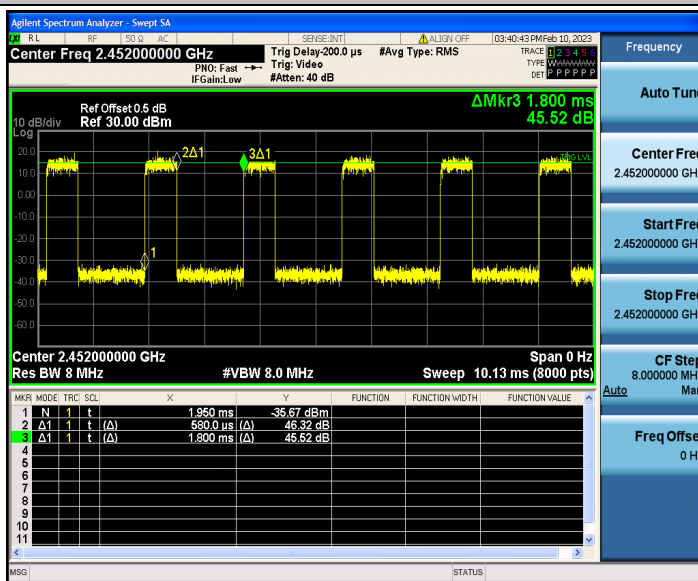 Agilent Spectrum Analyzer - Swept SA
LXI RL RF 50 Ω AC SENSE:INT ALIGN OFF 03:40:43 PM Feb 10, 2023
Center Freq 2.452000000 GHz
PNO: Fast
IFGain:Low
Trig Delay-200.0 µs
Trig: Video
#Atten: 40 dB
#Avg Type: RMS
TRACE 1 2 3 4 5 6
TYPE W
DET P P P P P P
Ref Offset 0.5 dB
Ref 30.00 dBm
ΔMkr3 1.800 ms
45.52 dB
10 dB/div
Log
20.0
10.0
0.00
-10.0
-20.0
-30.0
-40.0
-50.0
-60.0
2Δ1
3Δ1
TRIG LVL
1
Center 2.452000000 GHz
Span 0 Hz
Res BW 8 MHz
#VBW 8.0 MHz
Sweep 10.13 ms (8000 pts)
MKR MODE TRC SCL X Y FUNCTION FUNCTION WIDTH FUNCTION VALUE
1 N 1 t 1.950 ms -35.67 dBm
2 Δ1 1 t (Δ) 580.0 µs (Δ) 46.32 dB
3 Δ1 1 t (Δ) 1.800 ms (Δ) 45.52 dB
4
5
6
7
8
9
10
11
MSG
STATUS
Frequency
Auto Tun
Center Fre
2.452000000 GH
Start Fre
2.452000000 GH
Stop Fre
2.452000000 GH
CF Ste
8.000000 MH
Auto Ma
Freq Offse
0 H